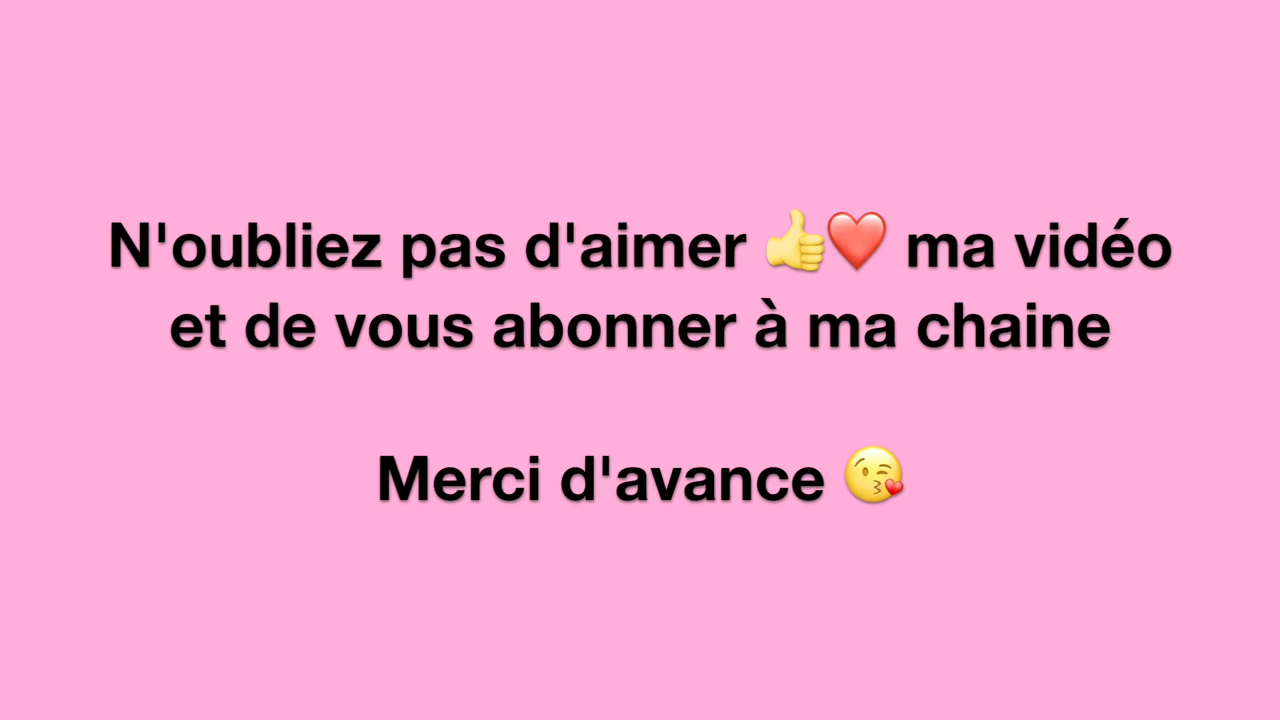 N'oubliez pas d'aimer 👍❤️ ma vidéo
et de vous abonner à ma chaine
Merci d'avance 😘